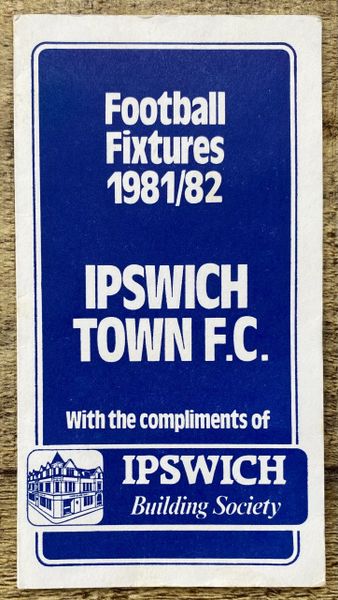 Football
Fixtures
1981/82
IPSWICH
TOWN F.C.
With the compliments of
IPSWICH
Building Society